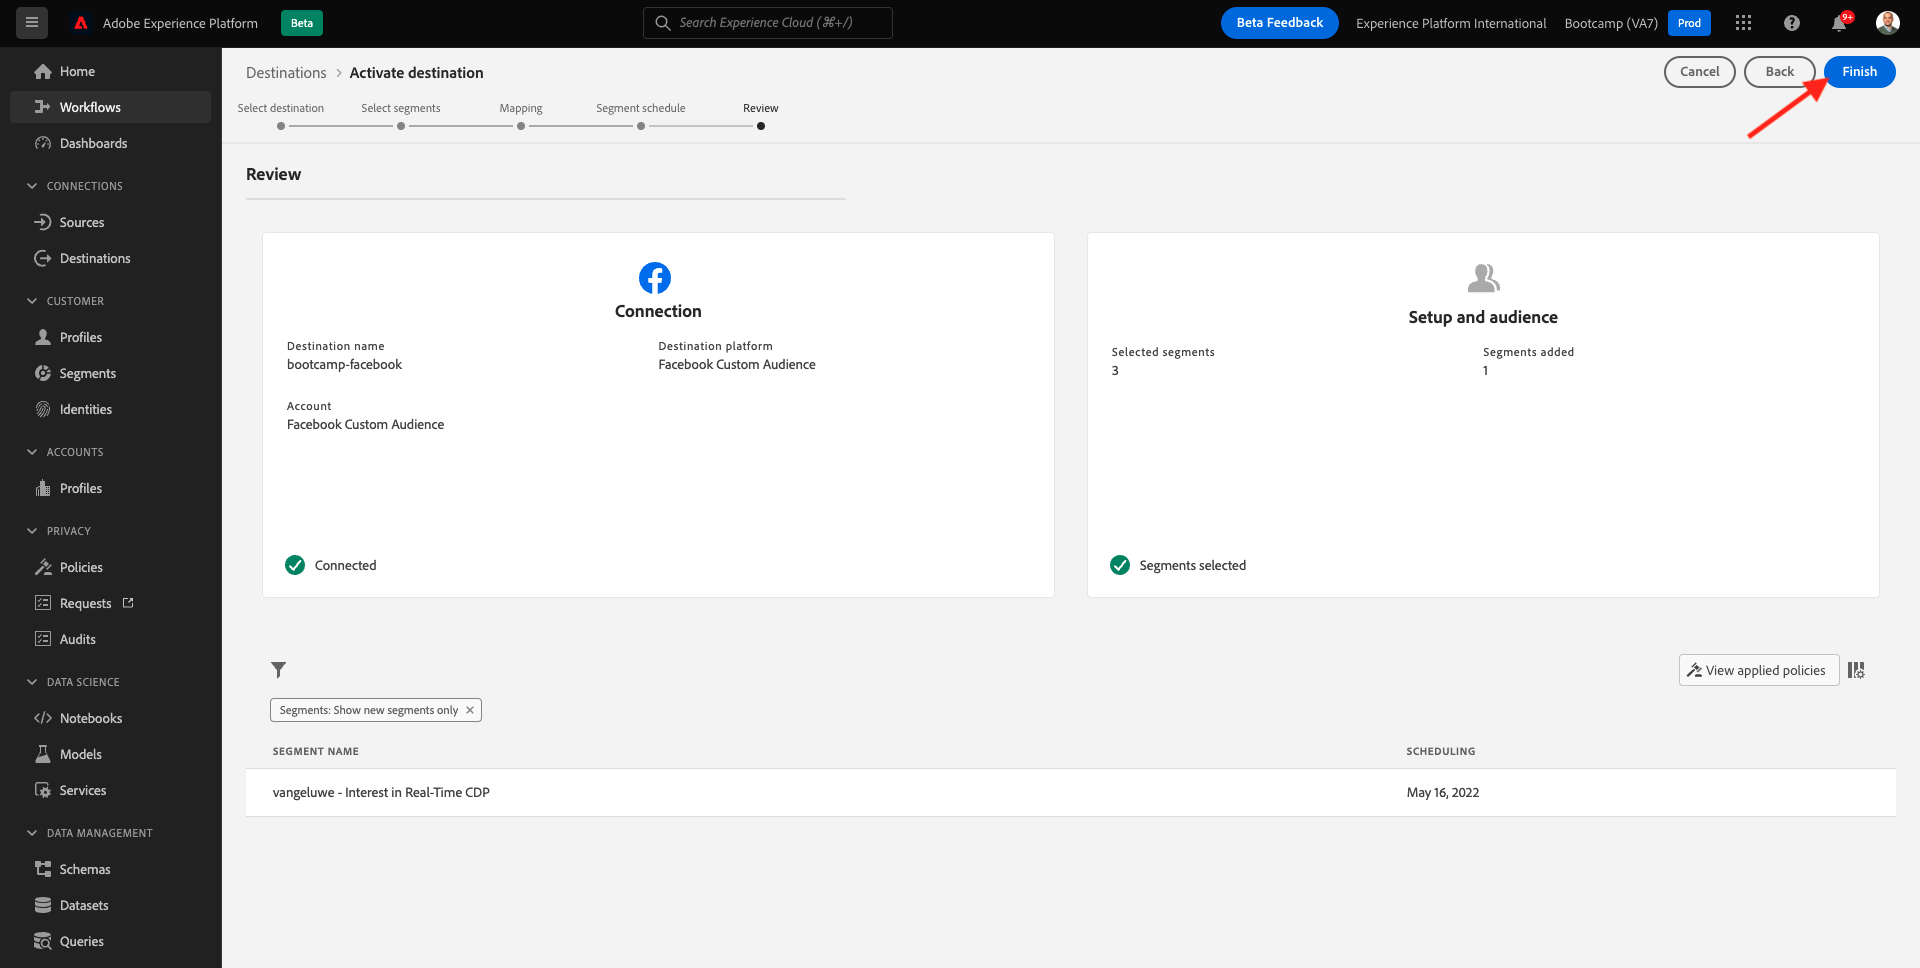 Adobe Experience Platform
Beta
Search Experience Cloud (⌘+/)
Beta Feedback
Experience Platform International
Bootcamp (VA7)
Prod
9+
Home
Workflows
Dashboards
CONNECTIONS
Sources
Destinations
CUSTOMER
Profiles
Segments
Identities
ACCOUNTS
Profiles
PRIVACY
Policies
Requests
Audits
DATA SCIENCE
Notebooks
Models
Services
DATA MANAGEMENT
Schemas
Datasets
Queries
Destinations > Activate destination
Cancel
Back
Finish
Select destination
Select segments
Mapping
Segment schedule
Review
Review
Connection
Destination name
bootcamp-facebook
Destination platform
Facebook Custom Audience
Account
Facebook Custom Audience
Connected
Setup and audience
Selected segments
3
Segments added
1
Segments selected
View applied policies
Segments: Show new segments only
SEGMENT NAME
SCHEDULING
vangeluwe - Interest in Real-Time CDP
May 16, 2022